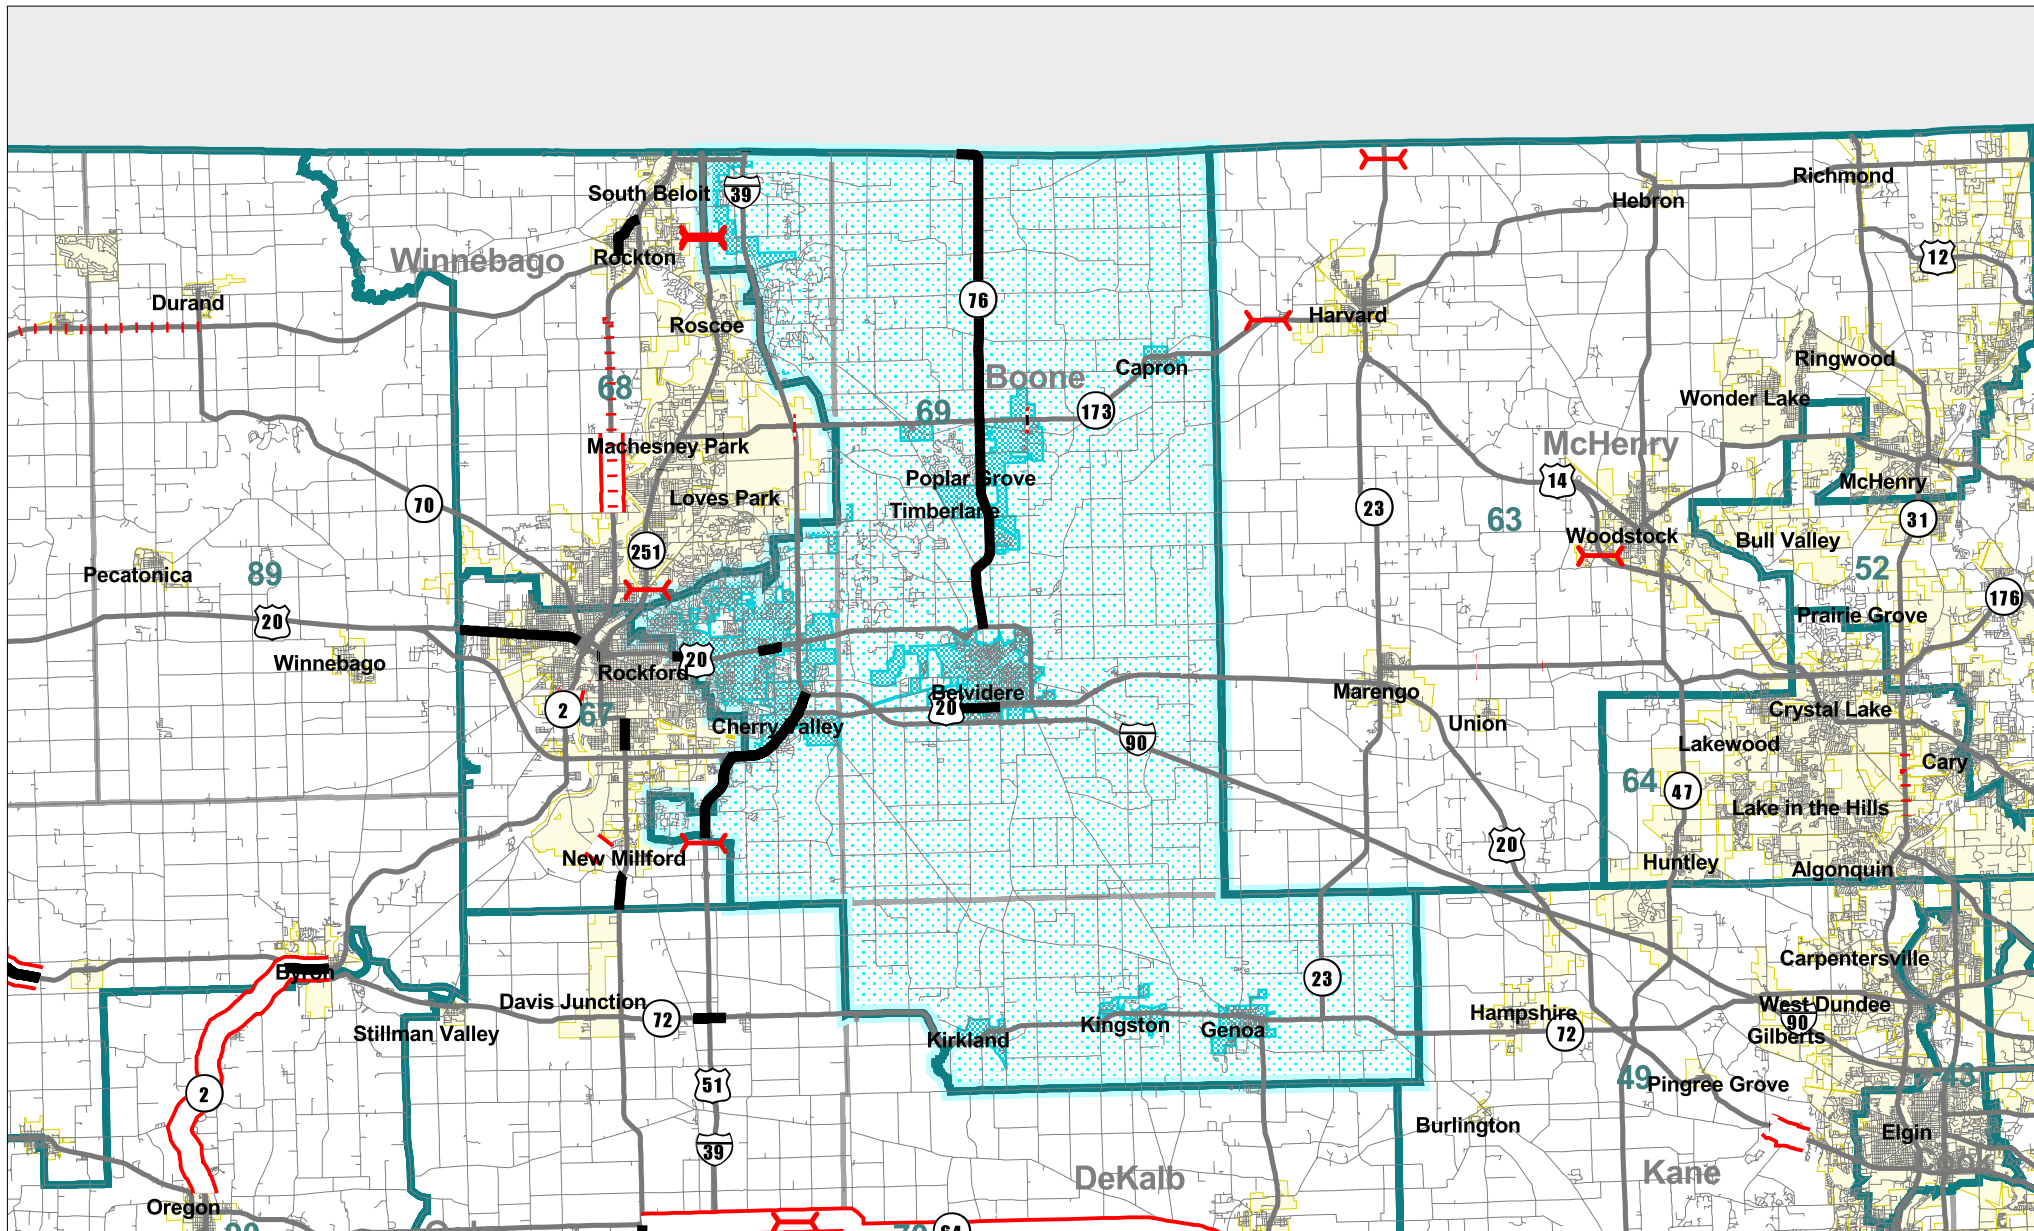 South Beloit
39
Richmond
Hebron
Rockton
Winnebago
12
Durand
76
Roscoe
Harvard
Ringwood
Capron
Boone
68
69
173
Wonder Lake
Machesney Park
McHenry
Poplar Grove
14
McHenry
Loves Park
70
Timberlane
23
63
31
251
Woodstock
Bull Valley
Pecatonica
89
52
176
20
Prairie Grove
Winnebago
20
Rockford
Belvidere
Marengo
2
67
20
Crystal Lake
Cherry Valley
Union
90
Lakewood
Cary
64
47
Lake in the Hills
20
New Millford
Huntley
Algonquin
Byron
23
Carpentersville
Davis Junction
72
West Dundee
Stillman Valley
Kirkland
Kingston
Genoa
Hampshire
72
90
Gilberts
2
51
49
43
Pingree Grove
Burlington
Elgin
39
DeKalb
Kane
Oregon
64